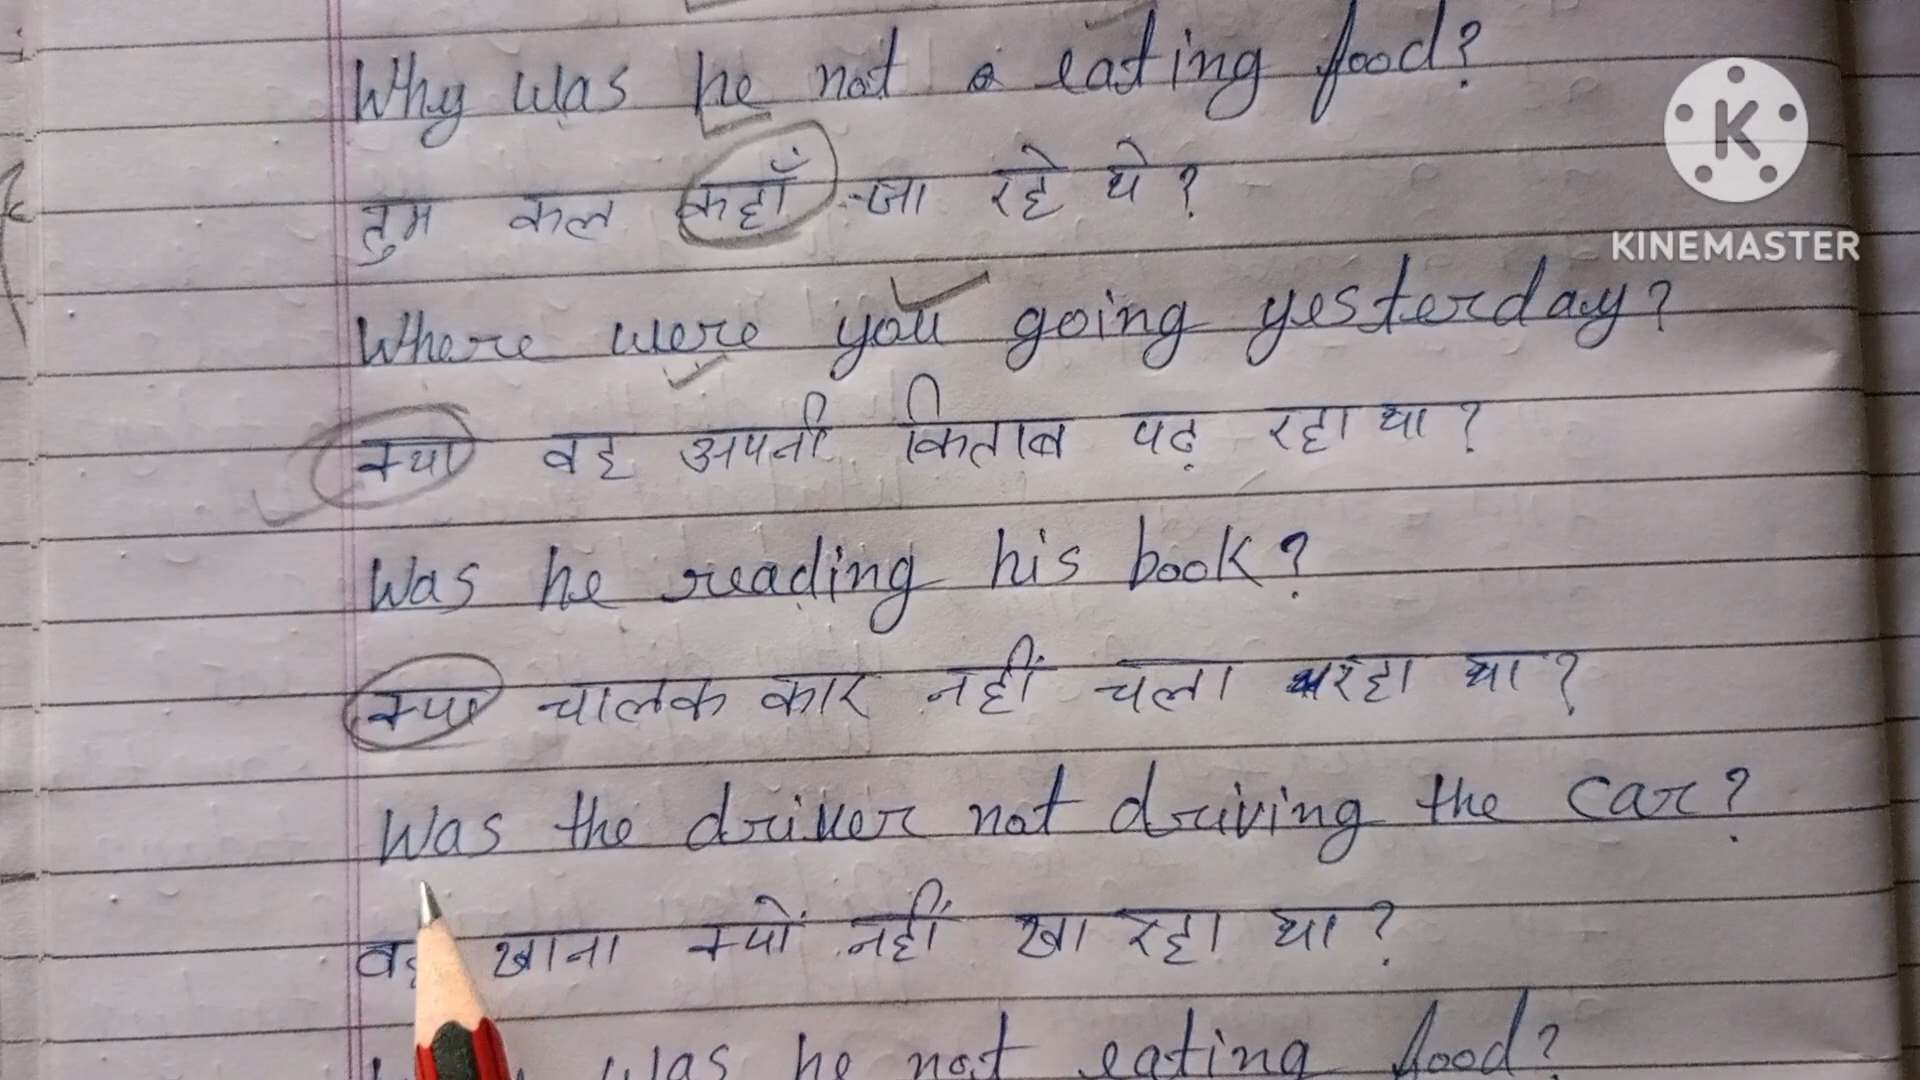 Why was he not eating food?
तुम कल कहाँ जा रहे थे?
Where were you going yesterday?
क्या वह अपनी किताब पढ़ रहा था?
Was he reading his book?
क्या चालक कार नहीं चला रहा था?
Was the driver not driving the car?
वह खाना क्यों नहीं खा रहा था?
was he not eating food?
K
KINEMASTER